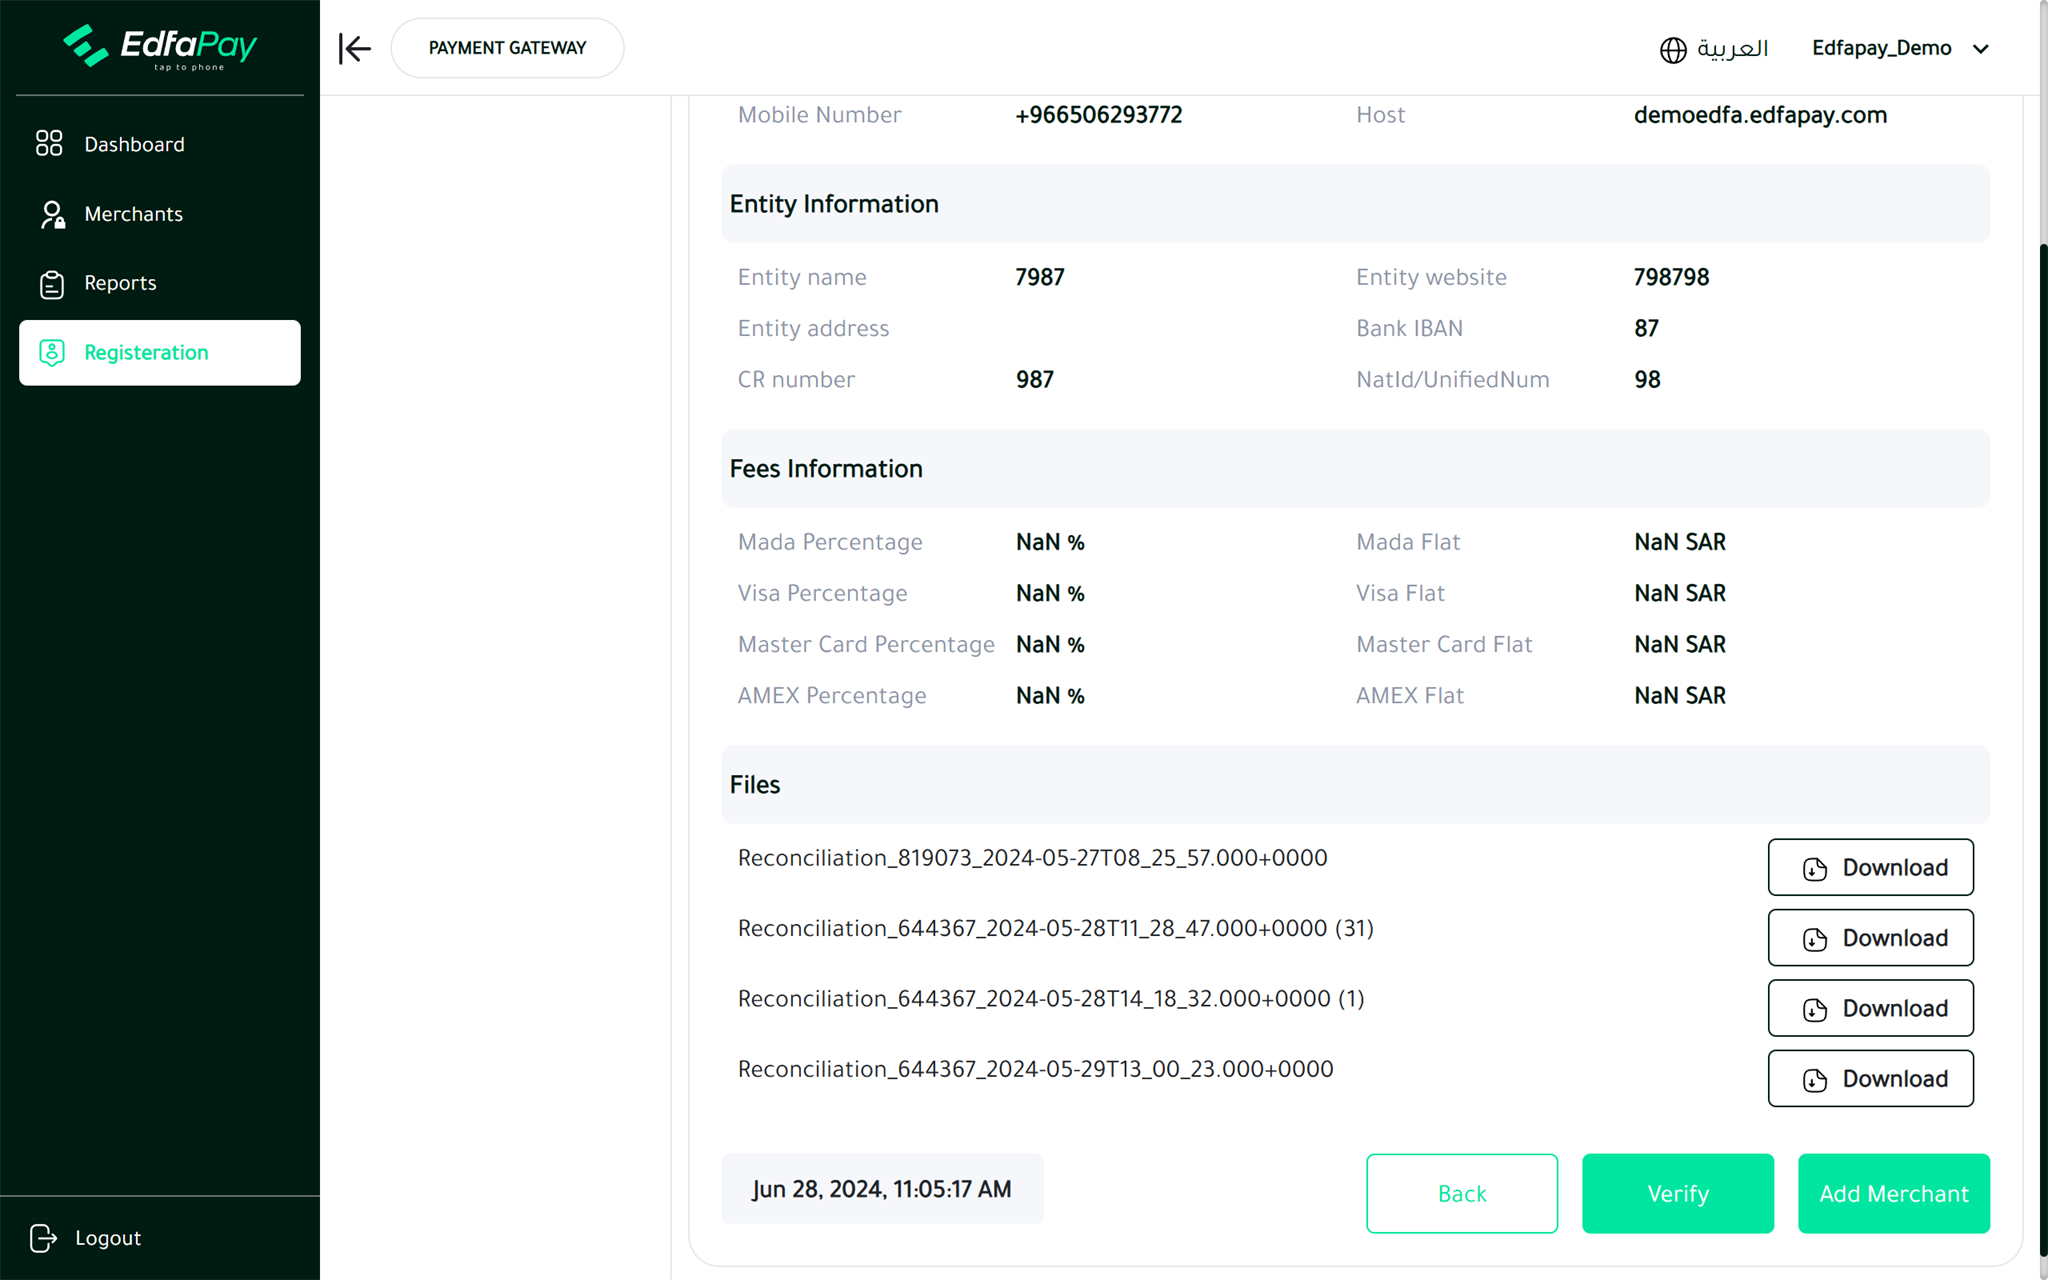 EdfaPay
tap to phone
PAYMENT GATEWAY
العربية
Edfapay_Demo
Dashboard
Merchants
Reports
Registeration
Logout
Mobile Number +966506293772 Host demoedfa.edfapay.com
Entity Information
Entity name 7987 Entity website 798798
Entity address Bank IBAN 87
CR number 987 NatId/UnifiedNum 98
Fees Information
Mada Percentage NaN % Mada Flat NaN SAR
Visa Percentage NaN % Visa Flat NaN SAR
Master Card Percentage NaN % Master Card Flat NaN SAR
AMEX Percentage NaN % AMEX Flat NaN SAR
Files
Reconciliation_819073_2024-05-27T08_25_57.000+0000 Download
Reconciliation_644367_2024-05-28T11_28_47.000+0000 (31) Download
Reconciliation_644367_2024-05-28T14_18_32.000+0000 (1) Download
Reconciliation_644367_2024-05-29T13_00_23.000+0000 Download
Jun 28, 2024, 11:05:17 AM Back Verify Add Merchant